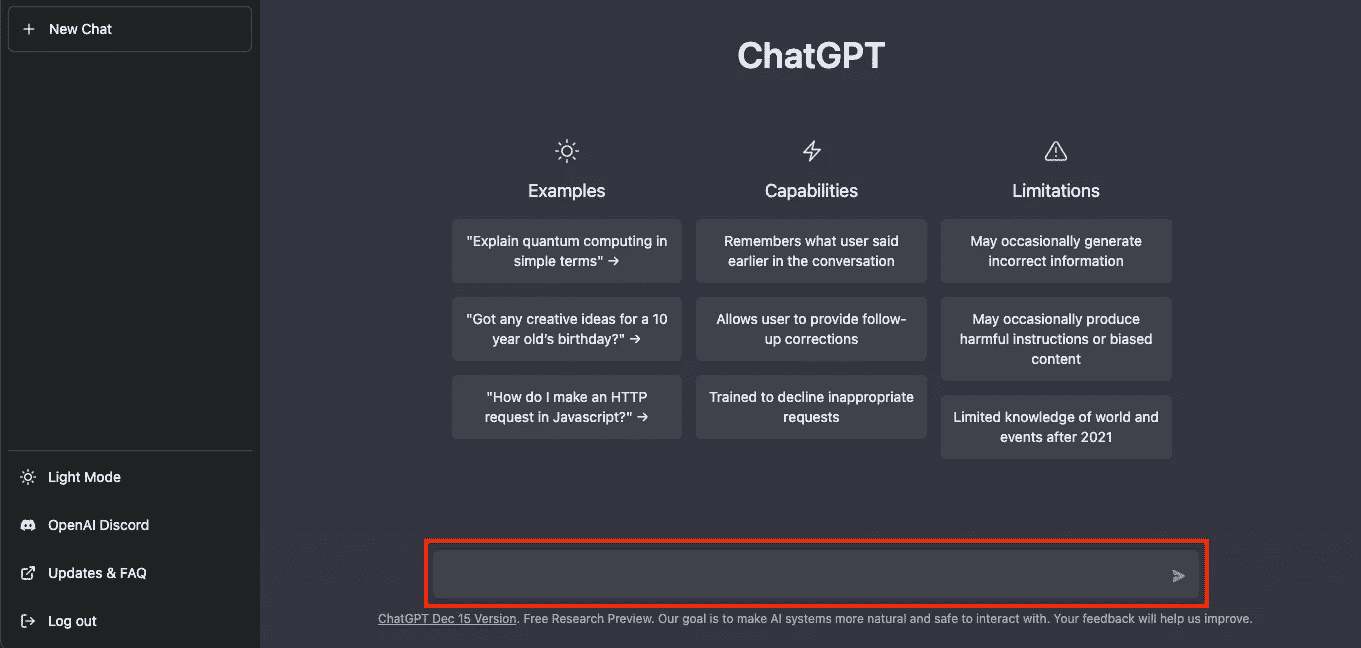 New Chat
ChatGPT
Examples
"Explain quantum computing in
simple terms" →
"Got any creative ideas for a 10
year old's birthday?" →
"How do I make an HTTP
request in Javascript?" →
Capabilities
Remembers what user said
earlier in the conversation
Allows user to provide follow-
up corrections
Trained to decline inappropriate
requests
Limitations
May occasionally generate
incorrect information
May occasionally produce
harmful instructions or biased
content
Limited knowledge of world and
events after 2021
Light Mode
OpenAI Discord
Updates & FAQ
Log out
ChatGPT Dec 15 Version. Free Research Preview. Our goal is to make AI systems more natural and safe to interact with. Your feedback will help us improve.